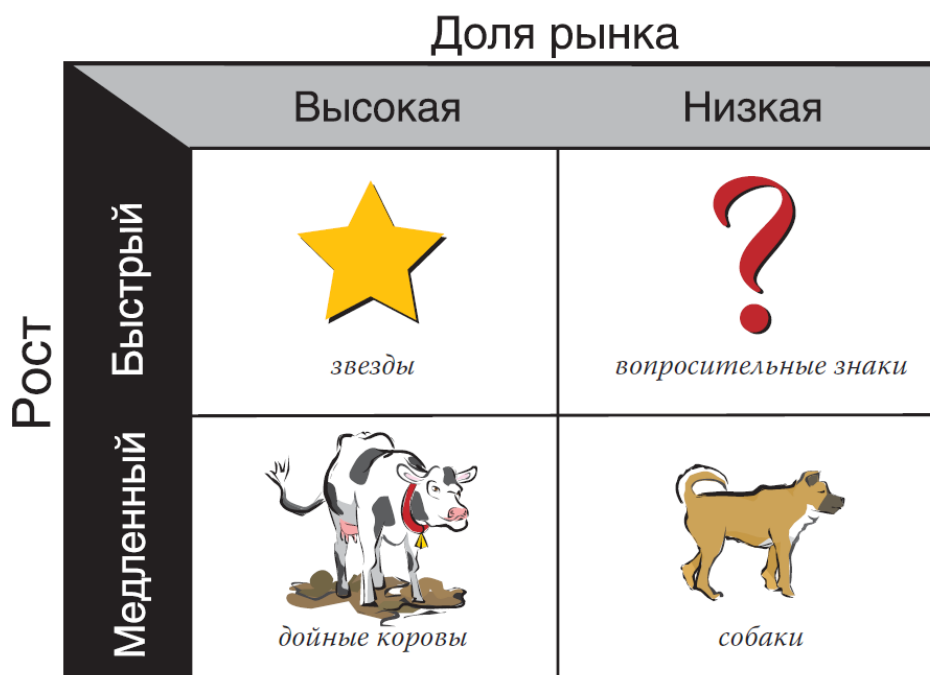 Доля рынка
Высокая
Низкая
Рост
Быстрый
звезды
вопросительные знаки
Медленный
дойные коровы
собаки